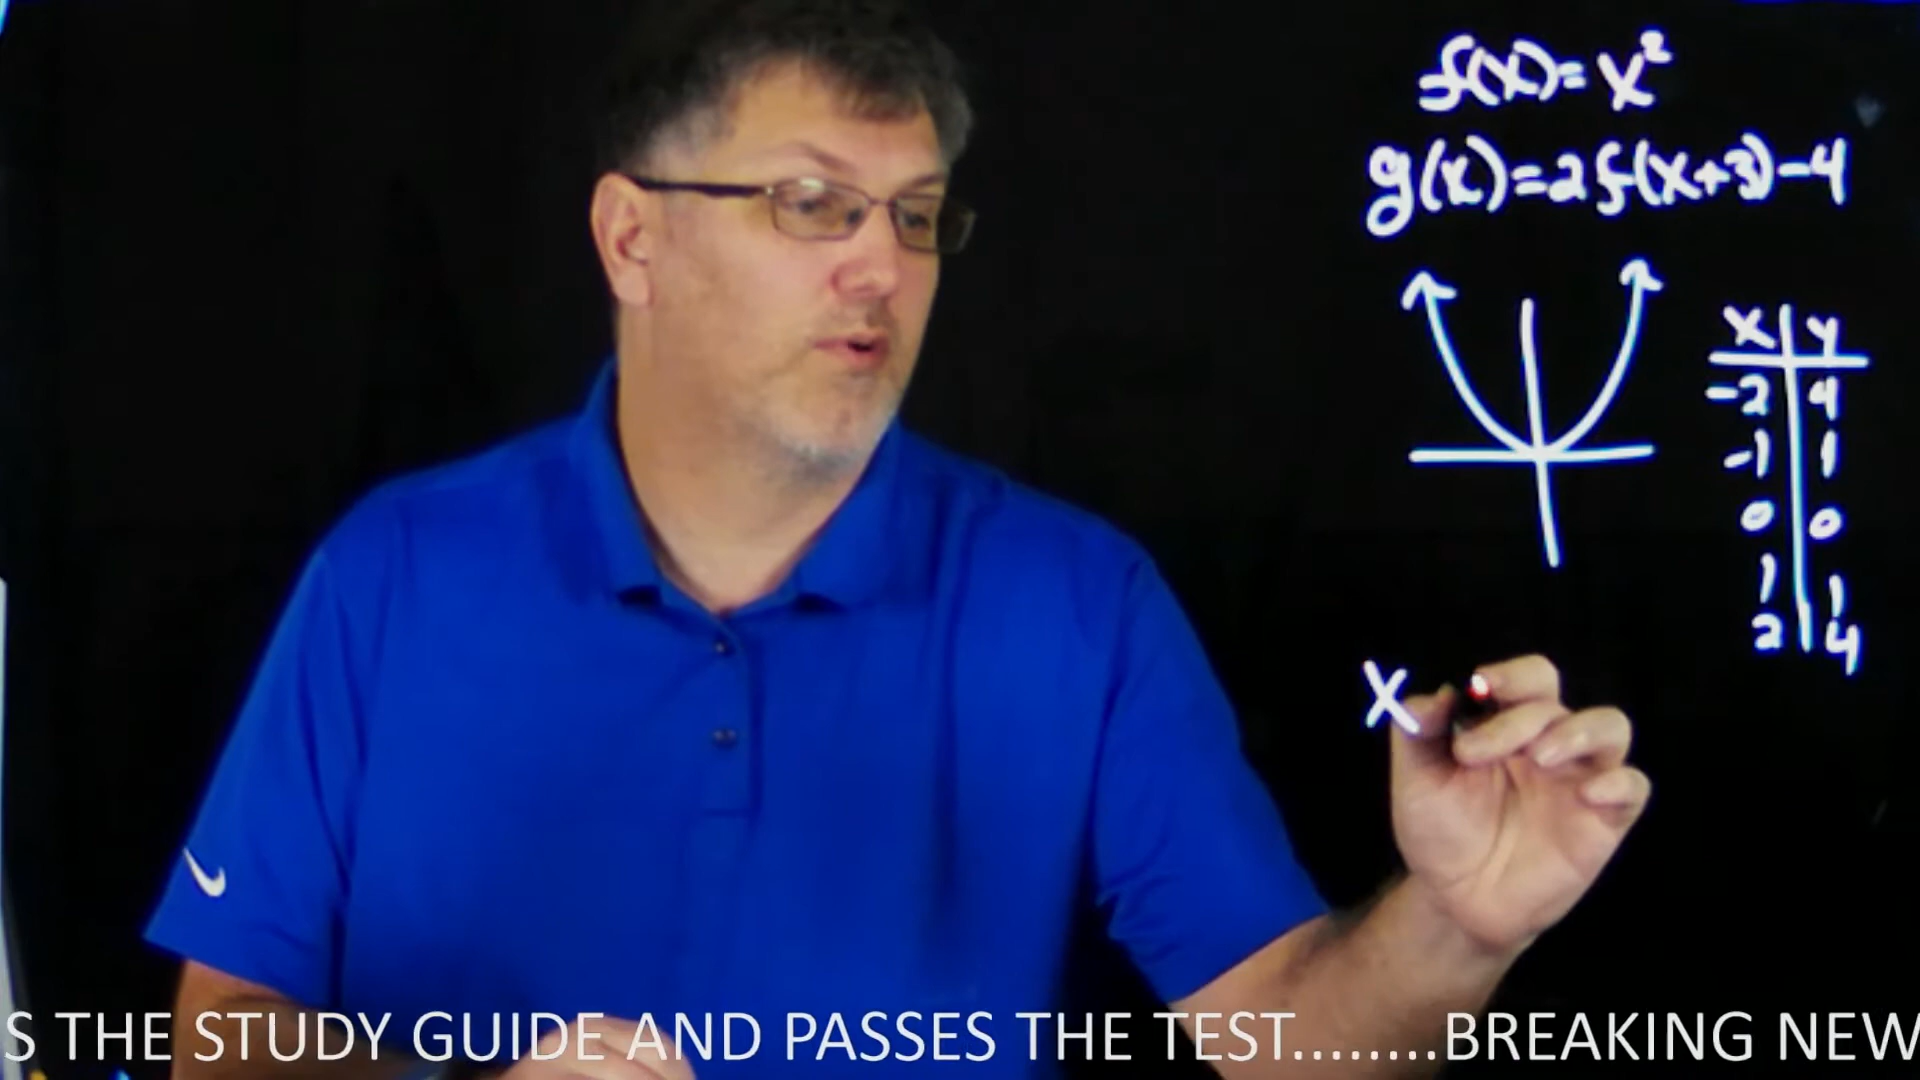 f(x)=x²
g(x)=2f(x+3)-4
x y
-2 4
-1 1
0 0
1 1
2 4
X
S THE STUDY GUIDE AND PASSES THE TEST........BREAKING NEW